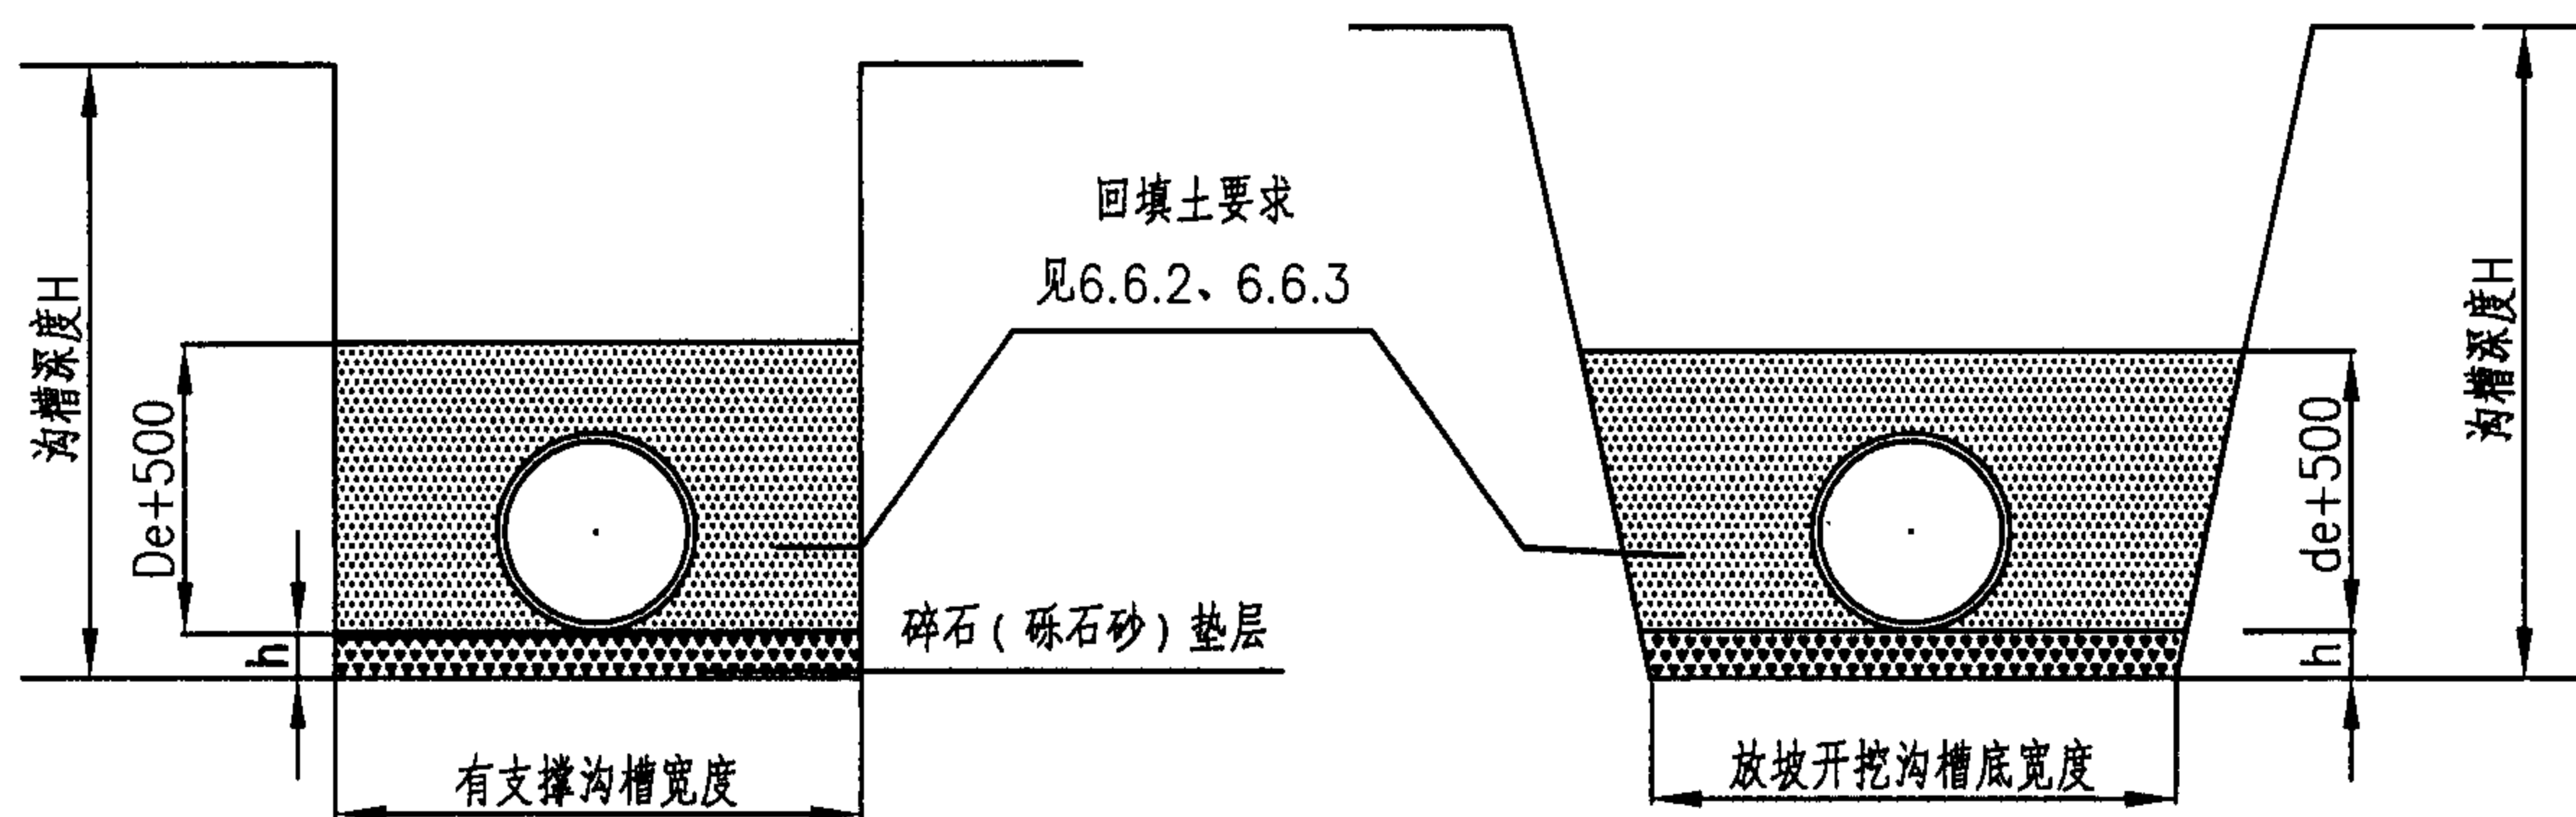 沟槽深度H
De+500
h
有支撑沟槽宽度
回填土要求
见6.6.2、6.6.3
碎石(砾石砂)垫层
放坡开挖沟槽底宽度
de+500
h
沟槽深度H